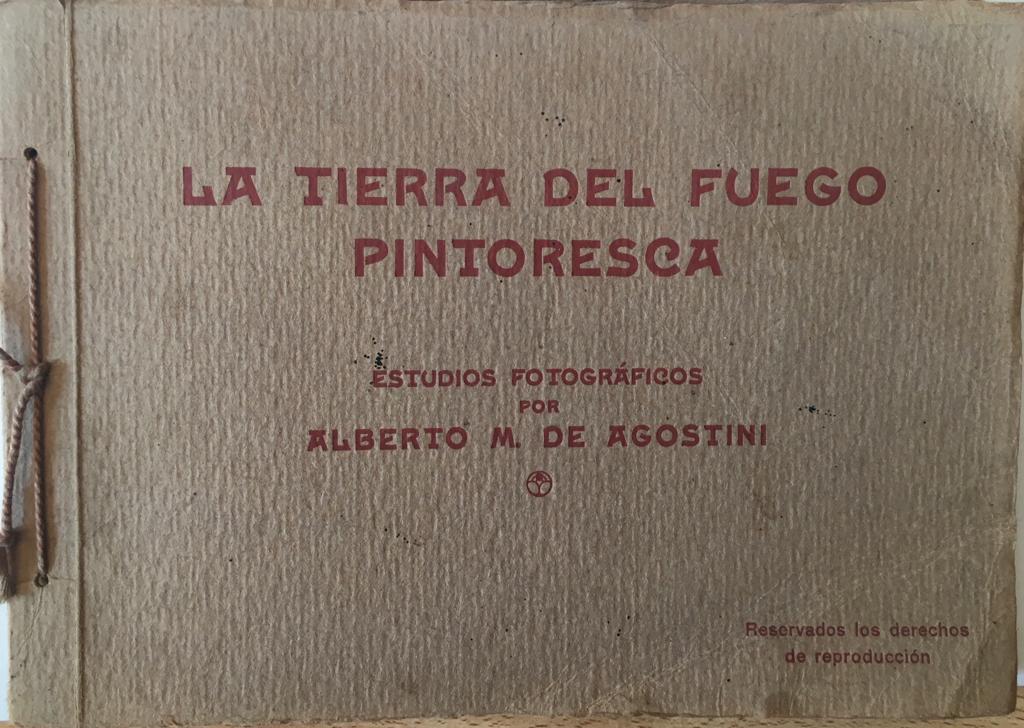 LA TIERRA DEL FUEGO
PINTORESCA
ESTUDIOS FOTOGRÁFICOS
POR
ALBERTO M. DE AGOSTINI
Reservados los derechos
de reproducción